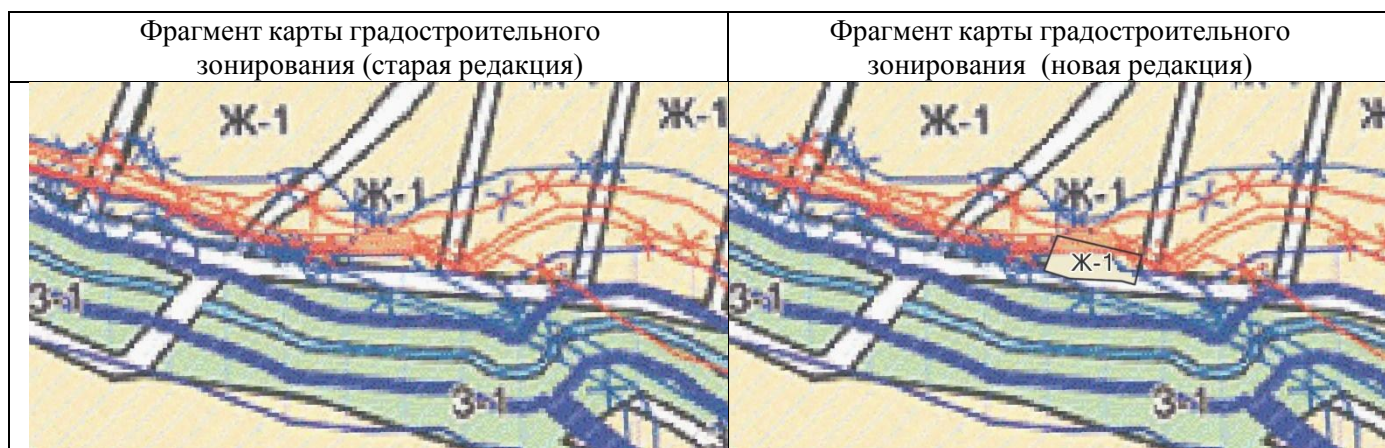 Фрагмент карты градостроительного
зонирования (старая редакция)
Фрагмент карты градостроительного
зонирования (новая редакция)
Ж-1
Ж-1
Ж-1
З-1
З-1
Ж-1
Ж-1
Ж
Ж-1
З-1
З-1